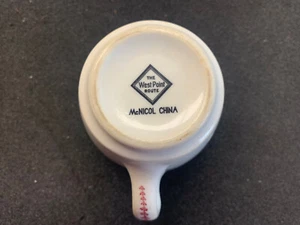 THE
West Point
ROUTE
McNICOL CHINA